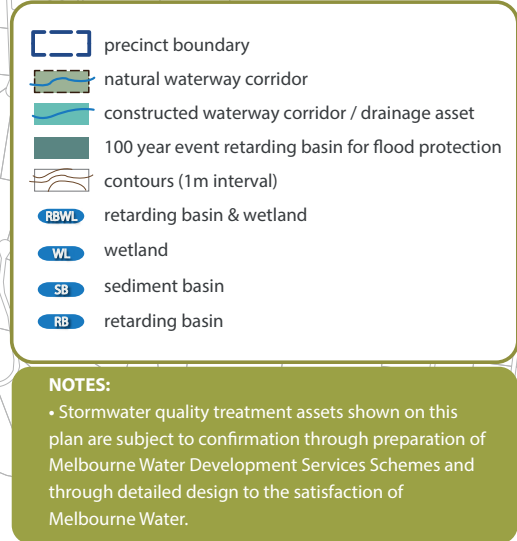 precinct boundary
natural waterway corridor
constructed waterway corridor / drainage asset
100 year event retarding basin for flood protection
contours (1m interval)
RBWL retarding basin & wetland
WL wetland
SB sediment basin
RB retarding basin
NOTES:
• Stormwater quality treatment assets shown on this
plan are subject to confirmation through preparation of
Melbourne Water Development Services Schemes and
through detailed design to the satisfaction of
Melbourne Water.